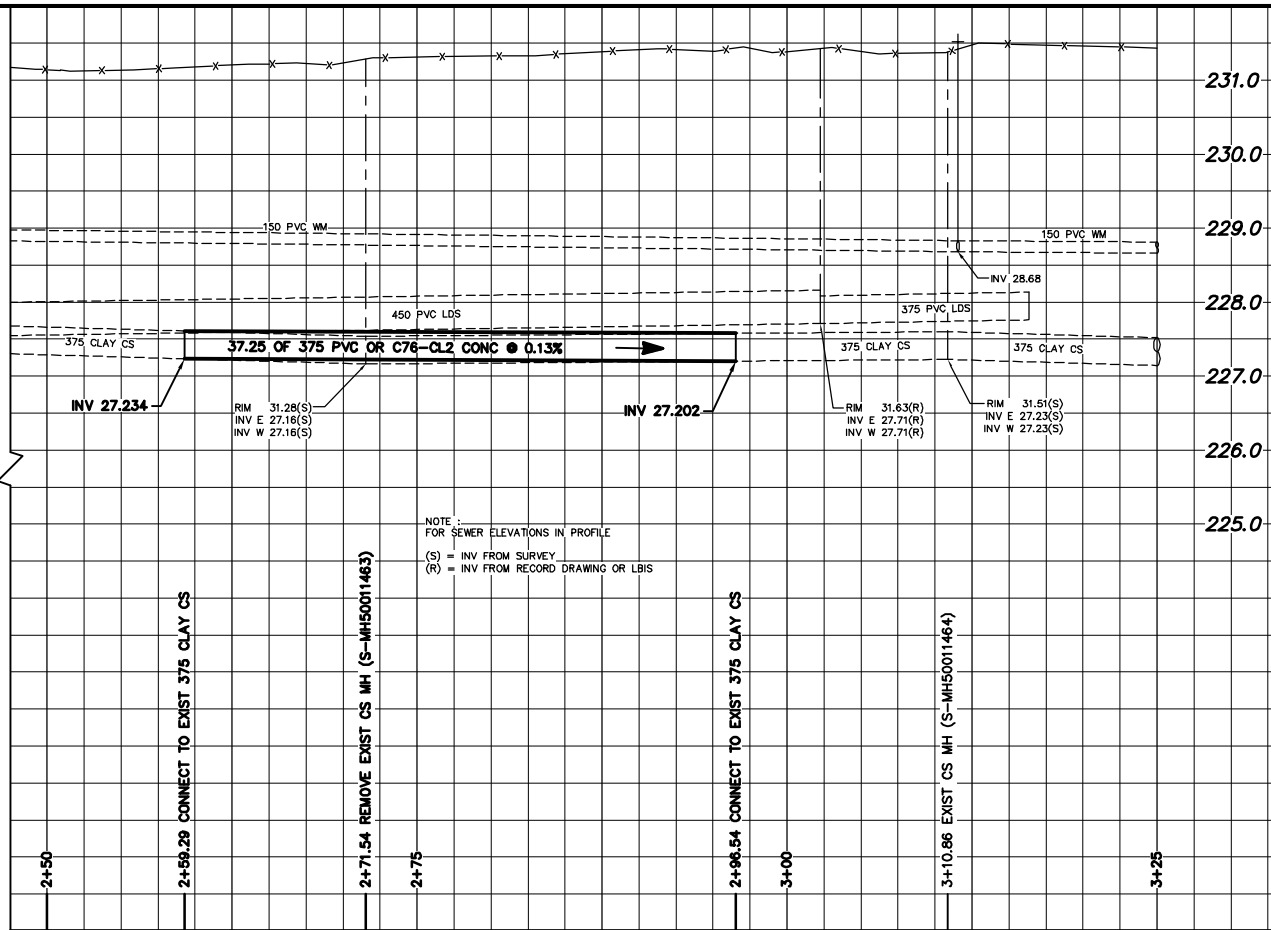 231.0
230.0
229.0
228.0
227.0
226.0
225.0
150 PVC WM
150 PVC WM
INV 28.68
450 PVC LDS
375 PVC LDS
375 CLAY CS
37.25 OF 375 PVC OR C76-CL2 CONC @ 0.13%
375 CLAY CS
375 CLAY CS
INV 27.234
RIM 31.28(S)
INV E 27.16(S)
INV W 27.16(S)
INV 27.202
RIM 31.63(R)
INV E 27.71(R)
INV W 27.71(R)
RIM 31.51(S)
INV E 27.23(S)
INV W 27.23(S)
NOTE :
FOR SEWER ELEVATIONS IN PROFILE
(S) = INV FROM SURVEY
(R) = INV FROM RECORD DRAWING OR LBIS
2+50
2+59.29 CONNECT TO EXIST 375 CLAY CS
2+71.54 REMOVE EXIST CS MH (S-MH50011463)
2+75
2+96.54 CONNECT TO EXIST 375 CLAY CS
3+00
3+10.86 EXIST CS MH (S-MH50011464)
3+25